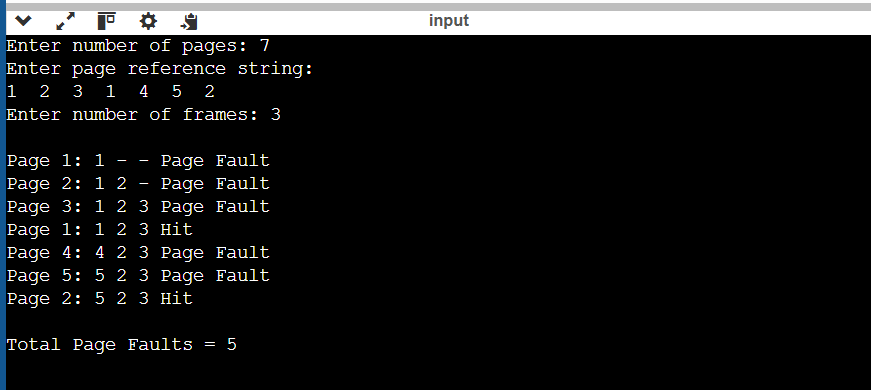 input
Enter number of pages: 7
Enter page reference string:
1  2  3  1  4  5  2
Enter number of frames: 3
Page 1: 1 - - Page Fault
Page 2: 1 2 - Page Fault
Page 3: 1 2 3 Page Fault
Page 1: 1 2 3 Hit
Page 4: 4 2 3 Page Fault
Page 5: 5 2 3 Page Fault
Page 2: 5 2 3 Hit
Total Page Faults = 5